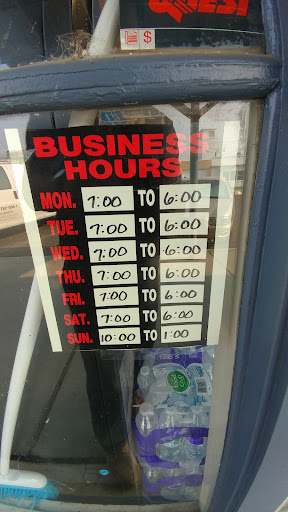 $
BUSINESS
HOURS
MON. 7:00 TO 6:00
TUE. 7:00 TO 6:00
WED. 7:00 TO 6:00
THU. 7:00 TO 6:00
FRI. 7:00 TO 6:00
SAT. 7:00 TO 6:00
SUN. 10:00 TO 1:00